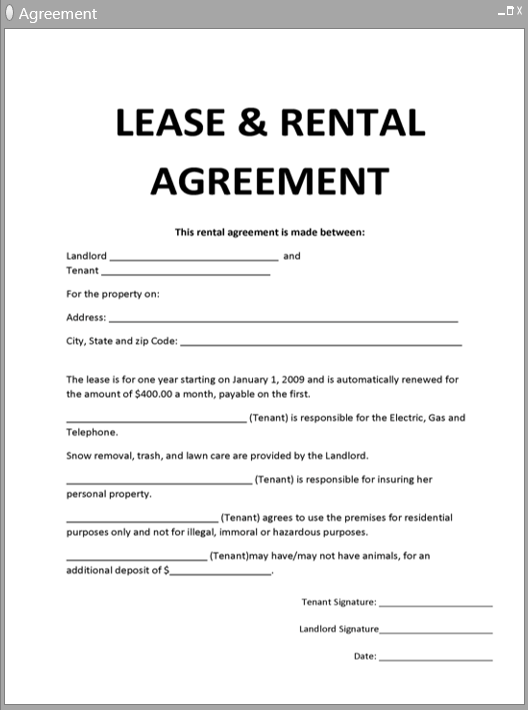 Agreement
LEASE & RENTAL
AGREEMENT
This rental agreement is made between:
Landlord ______________________________ and
Tenant ______________________________
For the property on:
Address: ______________________________________________________________
City, State and zip Code: __________________________________________________
The lease is for one year starting on January 1, 2009 and is automatically renewed for
the amount of $400.00 a month, payable on the first.
________________________________ (Tenant) is responsible for the Electric, Gas and
Telephone.
Snow removal, trash, and lawn care are provided by the Landlord.
_________________________________ (Tenant) is responsible for insuring her
personal property.
___________________________ (Tenant) agrees to use the premises for residential
purposes only and not for illegal, immoral or hazardous purposes.
_________________________ (Tenant)may have/may not have animals, for an
additional deposit of $__________________.
Tenant Signature: ____________________
Landlord Signature____________________
Date: ____________________